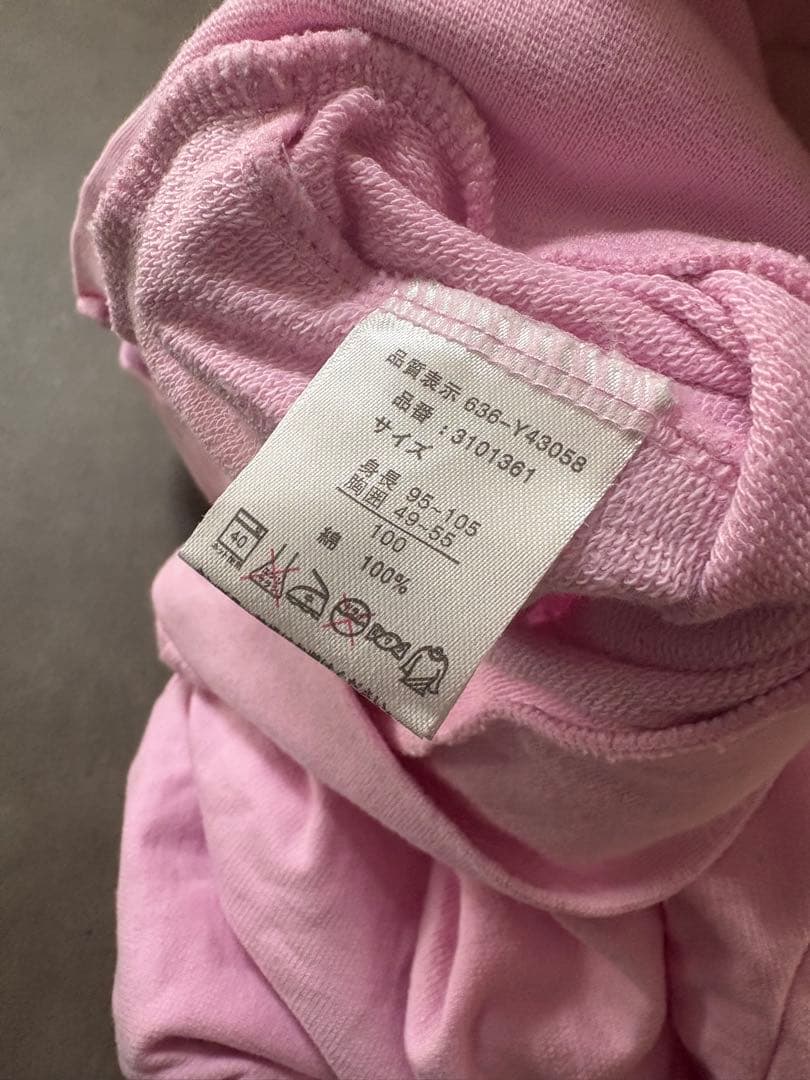 品質表示 636-Y43058
品番 : 3101361
サイズ
身長 95~105
胸囲 49~55
100
綿 100%
40